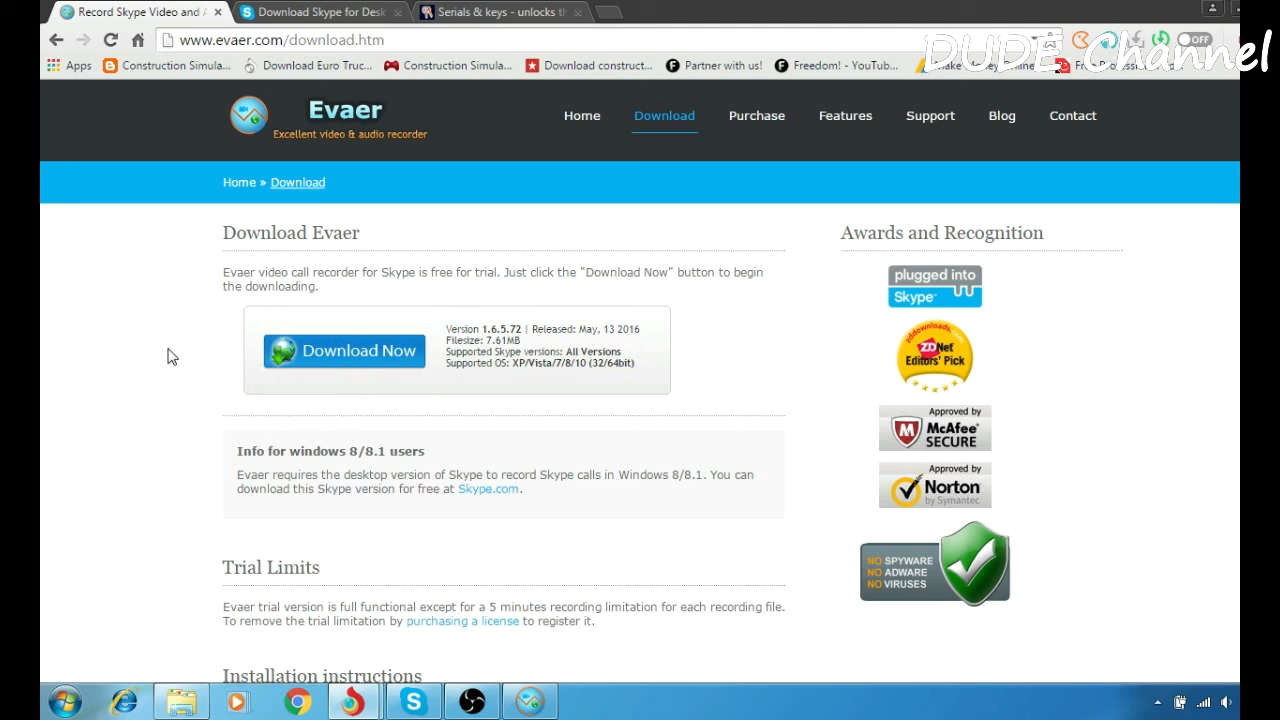 Record Skype Video and A
Download Skype for Desk
Serials & keys - unlocks th
www.evaer.com/download.htm
OFF
DUDE Channel
Apps
Construction Simula...
Download Euro Truc...
Construction Simula...
Download construct...
Partner with us!
Freedom! - YouTub...
Evaer
Excellent video & audio recorder
Home
Download
Purchase
Features
Support
Blog
Contact
Home » Download
Download Evaer
Evaer video call recorder for Skype is free for trial. Just click the "Download Now" button to begin
the downloading.
Download Now
Version 1.6.5.72 | Released: May, 13 2016
Filesize: 7.61MB
Supported Skype versions: All Versions
Supported OS: XP/Vista/7/8/10 (32/64bit)
Info for windows 8/8.1 users
Evaer requires the desktop version of Skype to record Skype calls in Windows 8/8.1. You can
download this Skype version for free at Skype.com.
Trial Limits
Evaer trial version is full functional except for a 5 minutes recording limitation for each recording file.
To remove the trial limitation by purchasing a license to register it.
Installation instructions
Awards and Recognition
plugged into
Skype™
zddownloads.com
ZDNet
Editors' Pick
Approved by
McAfee
SECURE
Approved by
Norton
by Symantec
NO SPYWARE
NO ADWARE
NO VIRUSES